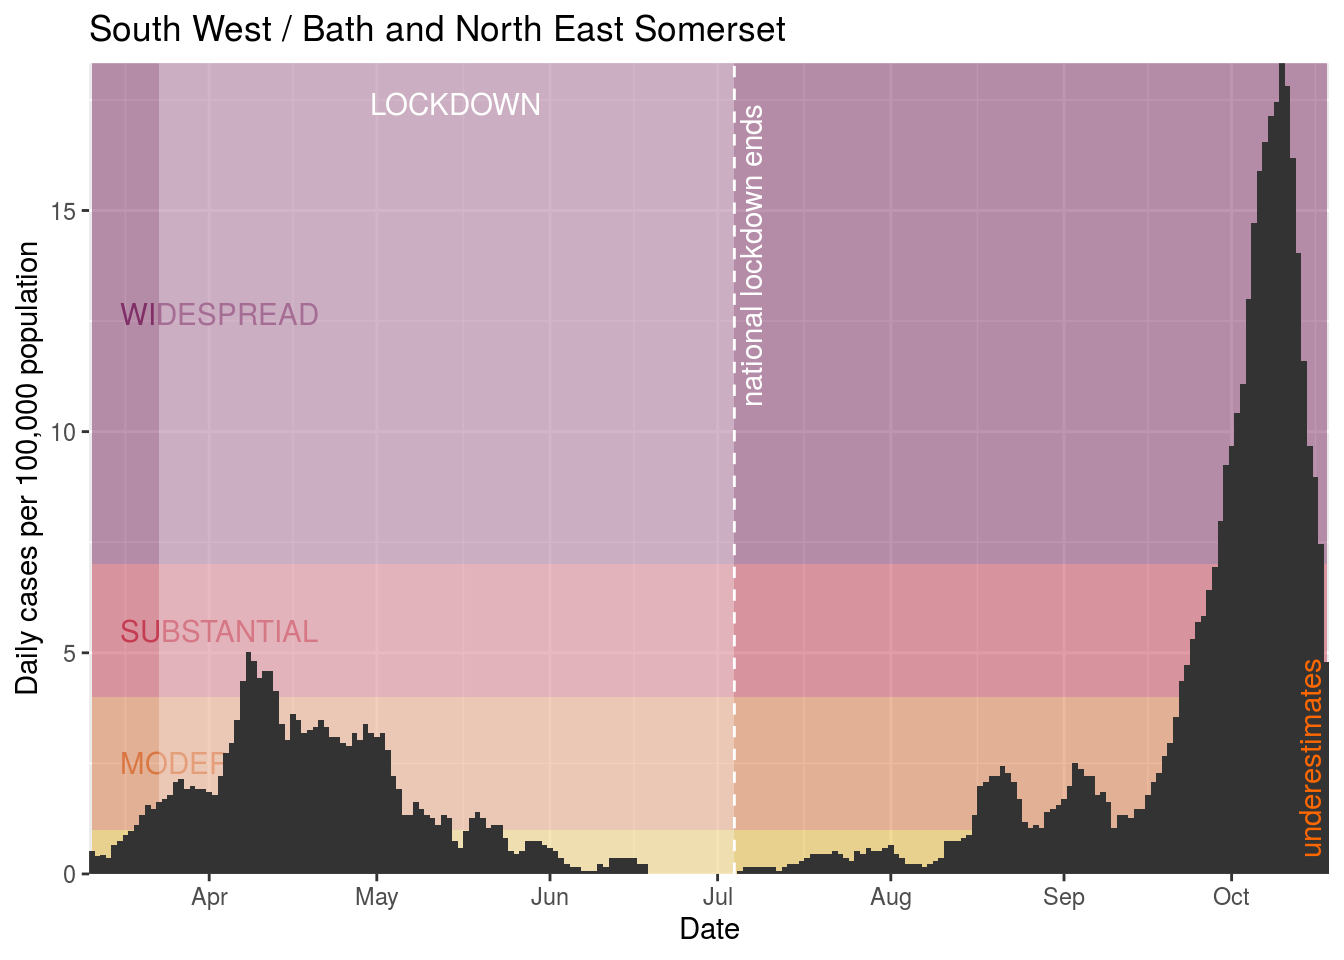 South West / Bath and North East Somerset
LOCKDOWN
national lockdown ends
WIDESPREAD
SUBSTANTIAL
MODER
underestimates
Daily cases per 100,000 population
15
10
5
0
Apr
May
Jun
Jul
Aug
Sep
Oct
Date